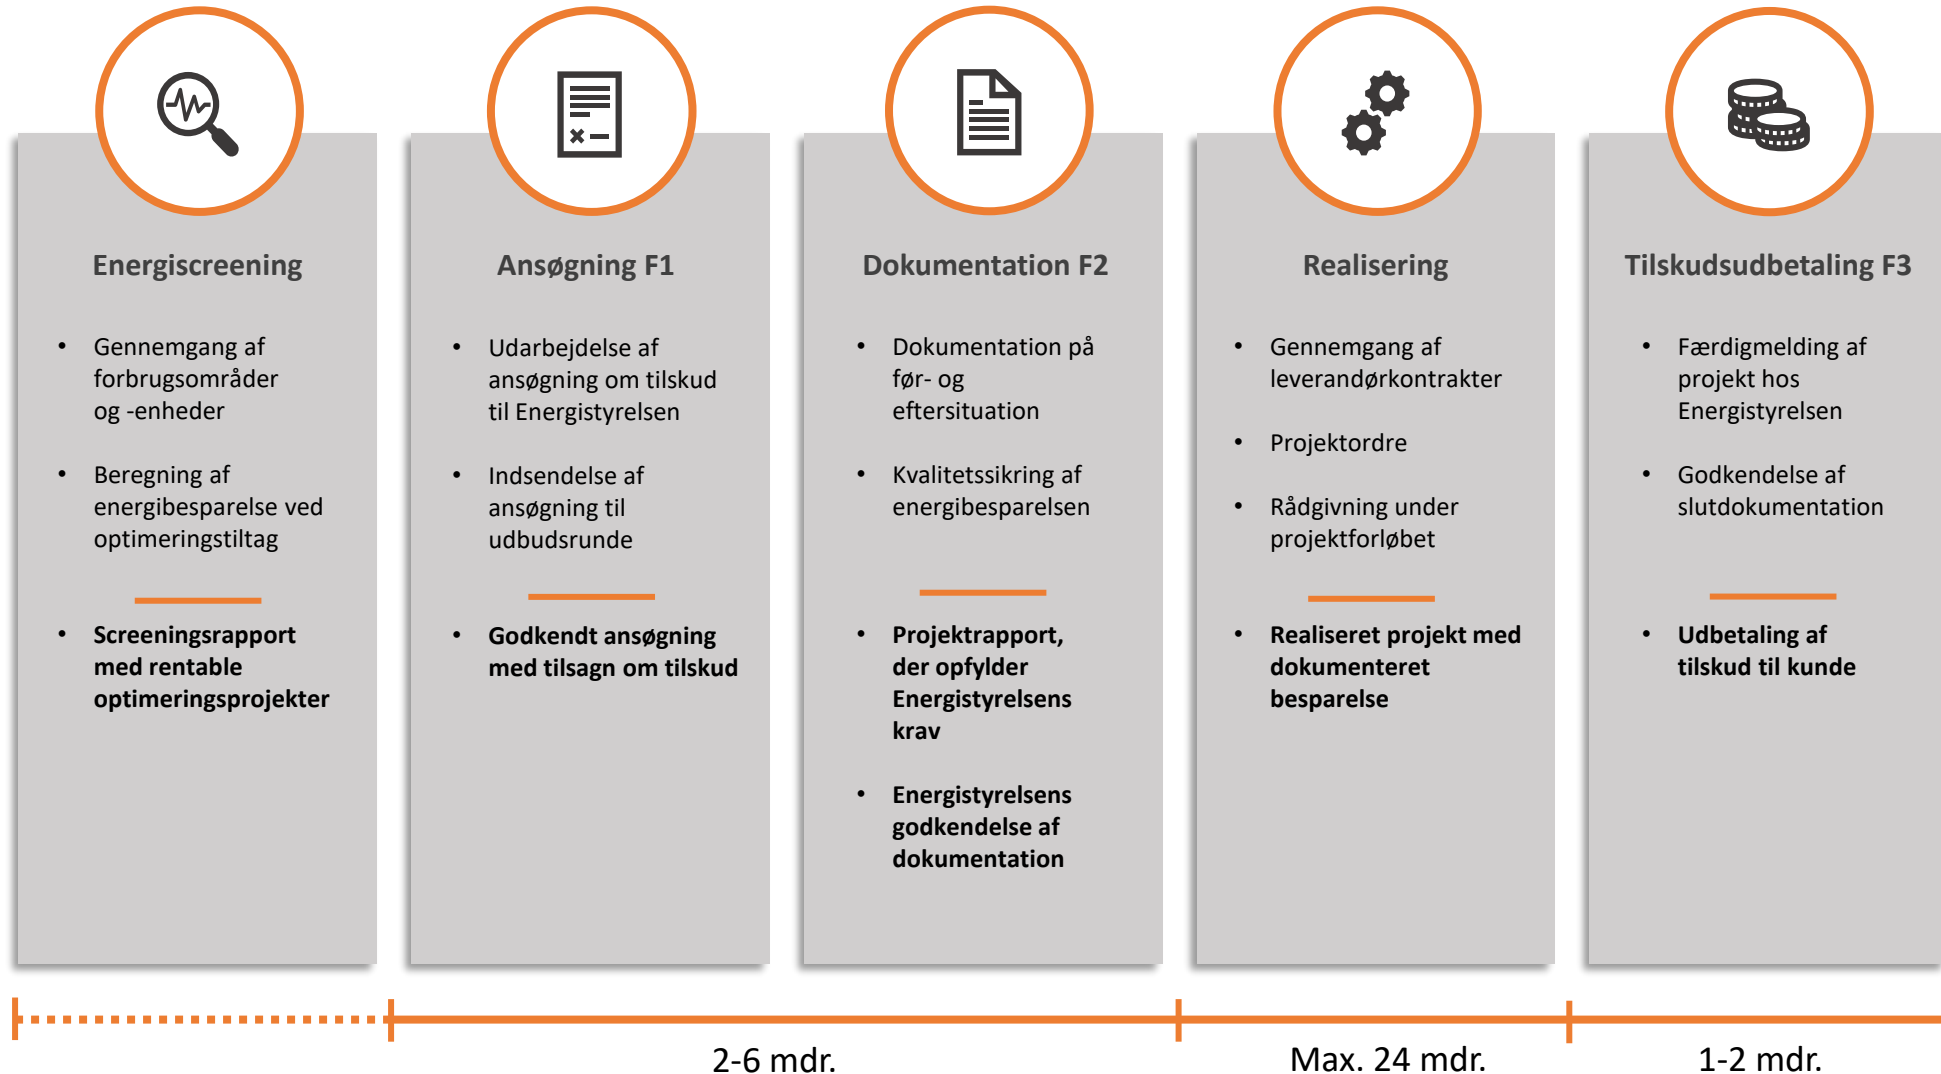 Energiscreening
• Gennemgang af
forbrugsområder
og -enheder
• Beregning af
energibesparelse ved
optimeringstiltag
• Screeningsrapport
med rentable
optimeringsprojekter
Ansøgning F1
• Udarbejdelse af
ansøgning om tilskud
til Energistyrelsen
• Indsendelse af
ansøgning til
udbudsrunde
• Godkendt ansøgning
med tilsagn om tilskud
Dokumentation F2
• Dokumentation på
før- og
eftersituation
• Kvalitetssikring af
energibesparelsen
• Projektrapport,
der opfylder
Energistyrelsens
krav
• Energistyrelsens
godkendelse af
dokumentation
Realisering
• Gennemgang af
leverandørkontrakter
• Projektordre
• Rådgivning under
projektforløbet
• Realiseret projekt med
dokumenteret
besparelse
Tilskudsudbetaling F3
• Færdigmelding af
projekt hos
Energistyrelsen
• Godkendelse af
slutdokumentation
• Udbetaling af
tilskud til kunde
2-6 mdr.
Max. 24 mdr.
1-2 mdr.